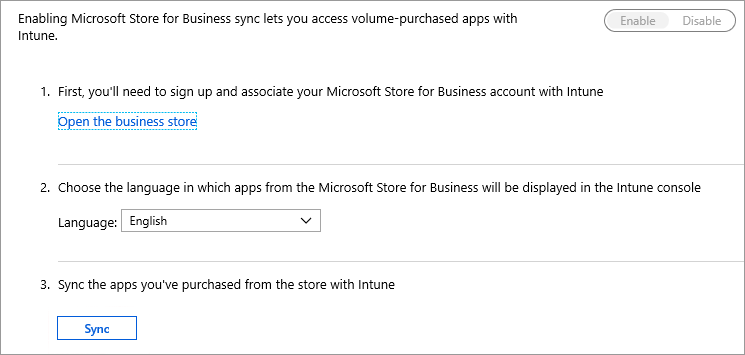 Enabling Microsoft Store for Business sync lets you access volume-purchased apps with
Intune.
Enable Disable
1. First, you'll need to sign up and associate your Microsoft Store for Business account with Intune
Open the business store
2. Choose the language in which apps from the Microsoft Store for Business will be displayed in the Intune console
Language: English
3. Sync the apps you've purchased from the store with Intune
Sync